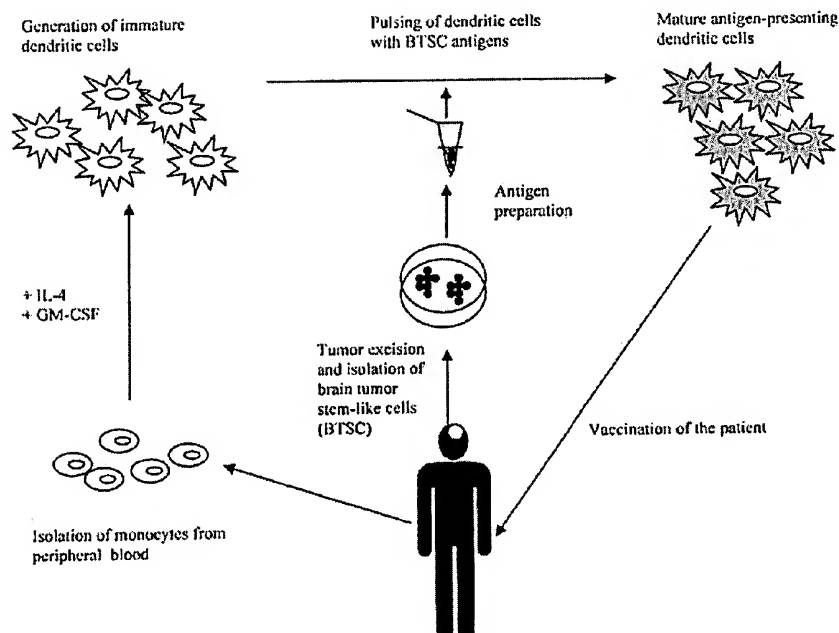 Generation of immature
dendritic cells
Pulsing of dendritic cells
with BTSC antigens
Mature antigen-presenting
dendritic cells
Antigen
preparation
+ IL-4
+ GM-CSF
Tumor excision
and isolation of
brain tumor
stem-like cells
(BTSC)
Vaccination of the patient
Isolation of monocytes from
peripheral blood